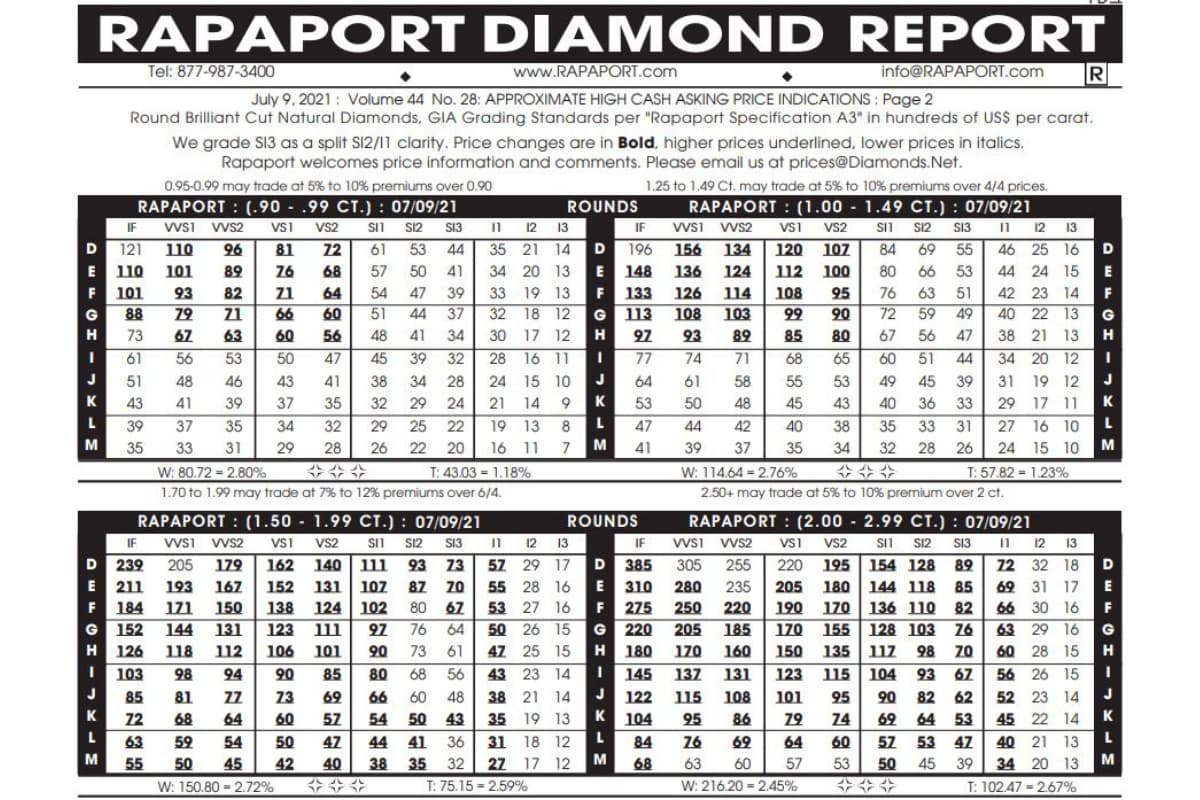 RAPAPORT DIAMOND REPORT
Tel: 877-987-3400 ◆ www.RAPAPORT.com ◆ info@RAPAPORT.com R
July 9, 2021 : Volume 44 No. 28: APPROXIMATE HIGH CASH ASKING PRICE INDICATIONS : Page 2
Round Brilliant Cut Natural Diamonds, GIA Grading Standards per "Rapaport Specification A3" in hundreds of US$ per carat.
We grade SI3 as a split SI2/I1 clarity. Price changes are in Bold, higher prices underlined, lower prices in italics.
Rapaport welcomes price information and comments. Please email us at prices@Diamonds.Net.
0.95-0.99 may trade at 5% to 10% premiums over 0.90 1.25 to 1.49 Ct. may trade at 5% to 10% premiums over 4/4 prices.
RAPAPORT : (.90 - .99 CT.) : 07/09/21 ROUNDS RAPAPORT : (1.00 - 1.49 CT.) : 07/09/21
IF VVS1 VVS2 VS1 VS2 SI1 SI2 SI3 I1 I2 I3 IF VVS1 VVS2 VS1 VS2 SI1 SI2 SI3 I1 I2 I3
D 121 110 96 81 72 61 53 44 35 21 14 D 196 156 134 120 107 84 69 55 46 25 16 D
E 110 101 89 76 68 57 50 41 34 20 13 E 148 136 124 112 100 80 66 53 44 24 15 E
F 101 93 82 71 64 54 47 39 33 19 13 F 133 126 114 108 95 76 63 51 42 23 14 F
G 88 79 71 66 60 51 44 37 32 18 12 G 113 108 103 99 90 72 59 49 40 22 13 G
H 73 67 63 60 56 48 41 34 30 17 12 H 97 93 89 85 80 67 56 47 38 21 13 H
I 61 56 53 50 47 45 39 32 28 16 11 I 77 74 71 68 65 60 51 44 34 20 12 I
J 51 48 46 43 41 38 34 28 24 15 10 J 64 61 58 55 53 49 45 39 31 19 12 J
K 43 41 39 37 35 32 29 24 21 14 9 K 53 50 48 45 43 40 36 33 29 17 11 K
L 39 37 35 34 32 29 25 22 19 13 8 L 47 44 42 40 38 35 33 31 27 16 10 L
M 35 33 31 29 28 26 22 20 16 11 7 M 41 39 37 35 34 32 28 26 24 15 10 M
W: 80.72 = 2.80% T: 43.03 = 1.18% W: 114.64 = 2.76% T: 57.82 = 1.23%
1.70 to 1.99 may trade at 7% to 12% premiums over 6/4. 2.50+ may trade at 5% to 10% premium over 2 ct.
RAPAPORT : (1.50 - 1.99 CT.) : 07/09/21 ROUNDS RAPAPORT : (2.00 - 2.99 CT.) : 07/09/21
IF VVS1 VVS2 VS1 VS2 SI1 SI2 SI3 I1 I2 I3 IF VVS1 VVS2 VS1 VS2 SI1 SI2 SI3 I1 I2 I3
D 239 205 179 162 140 111 93 73 57 29 17 D 385 305 255 220 195 154 128 89 72 32 18 D
E 211 193 167 152 131 107 87 70 55 28 16 E 310 280 235 205 180 144 118 85 69 31 17 E
F 184 171 150 138 124 102 80 67 53 27 16 F 275 250 220 190 170 136 110 82 66 30 16 F
G 152 144 131 123 111 97 76 64 50 26 15 G 220 205 185 170 155 128 103 76 63 29 16 G
H 126 118 112 106 101 90 73 61 47 25 15 H 180 170 160 150 135 117 98 70 60 28 15 H
I 103 98 94 90 85 80 68 56 43 23 14 I 145 137 131 123 115 104 93 67 56 26 15 I
J 85 81 77 73 69 66 60 48 38 21 14 J 122 115 108 101 95 90 82 62 52 23 14 J
K 72 68 64 60 57 54 50 43 35 19 13 K 104 95 86 79 74 69 64 53 45 22 14 K
L 63 59 54 50 47 44 41 36 31 18 12 L 84 76 69 64 60 57 53 47 40 21 13 L
M 55 50 45 42 40 38 35 32 27 17 12 M 68 63 60 57 53 50 45 39 34 20 13 M
W: 150.80 = 2.72% T: 75.15 = 2.59% W: 216.20 = 2.45% T: 102.47 = 2.67%